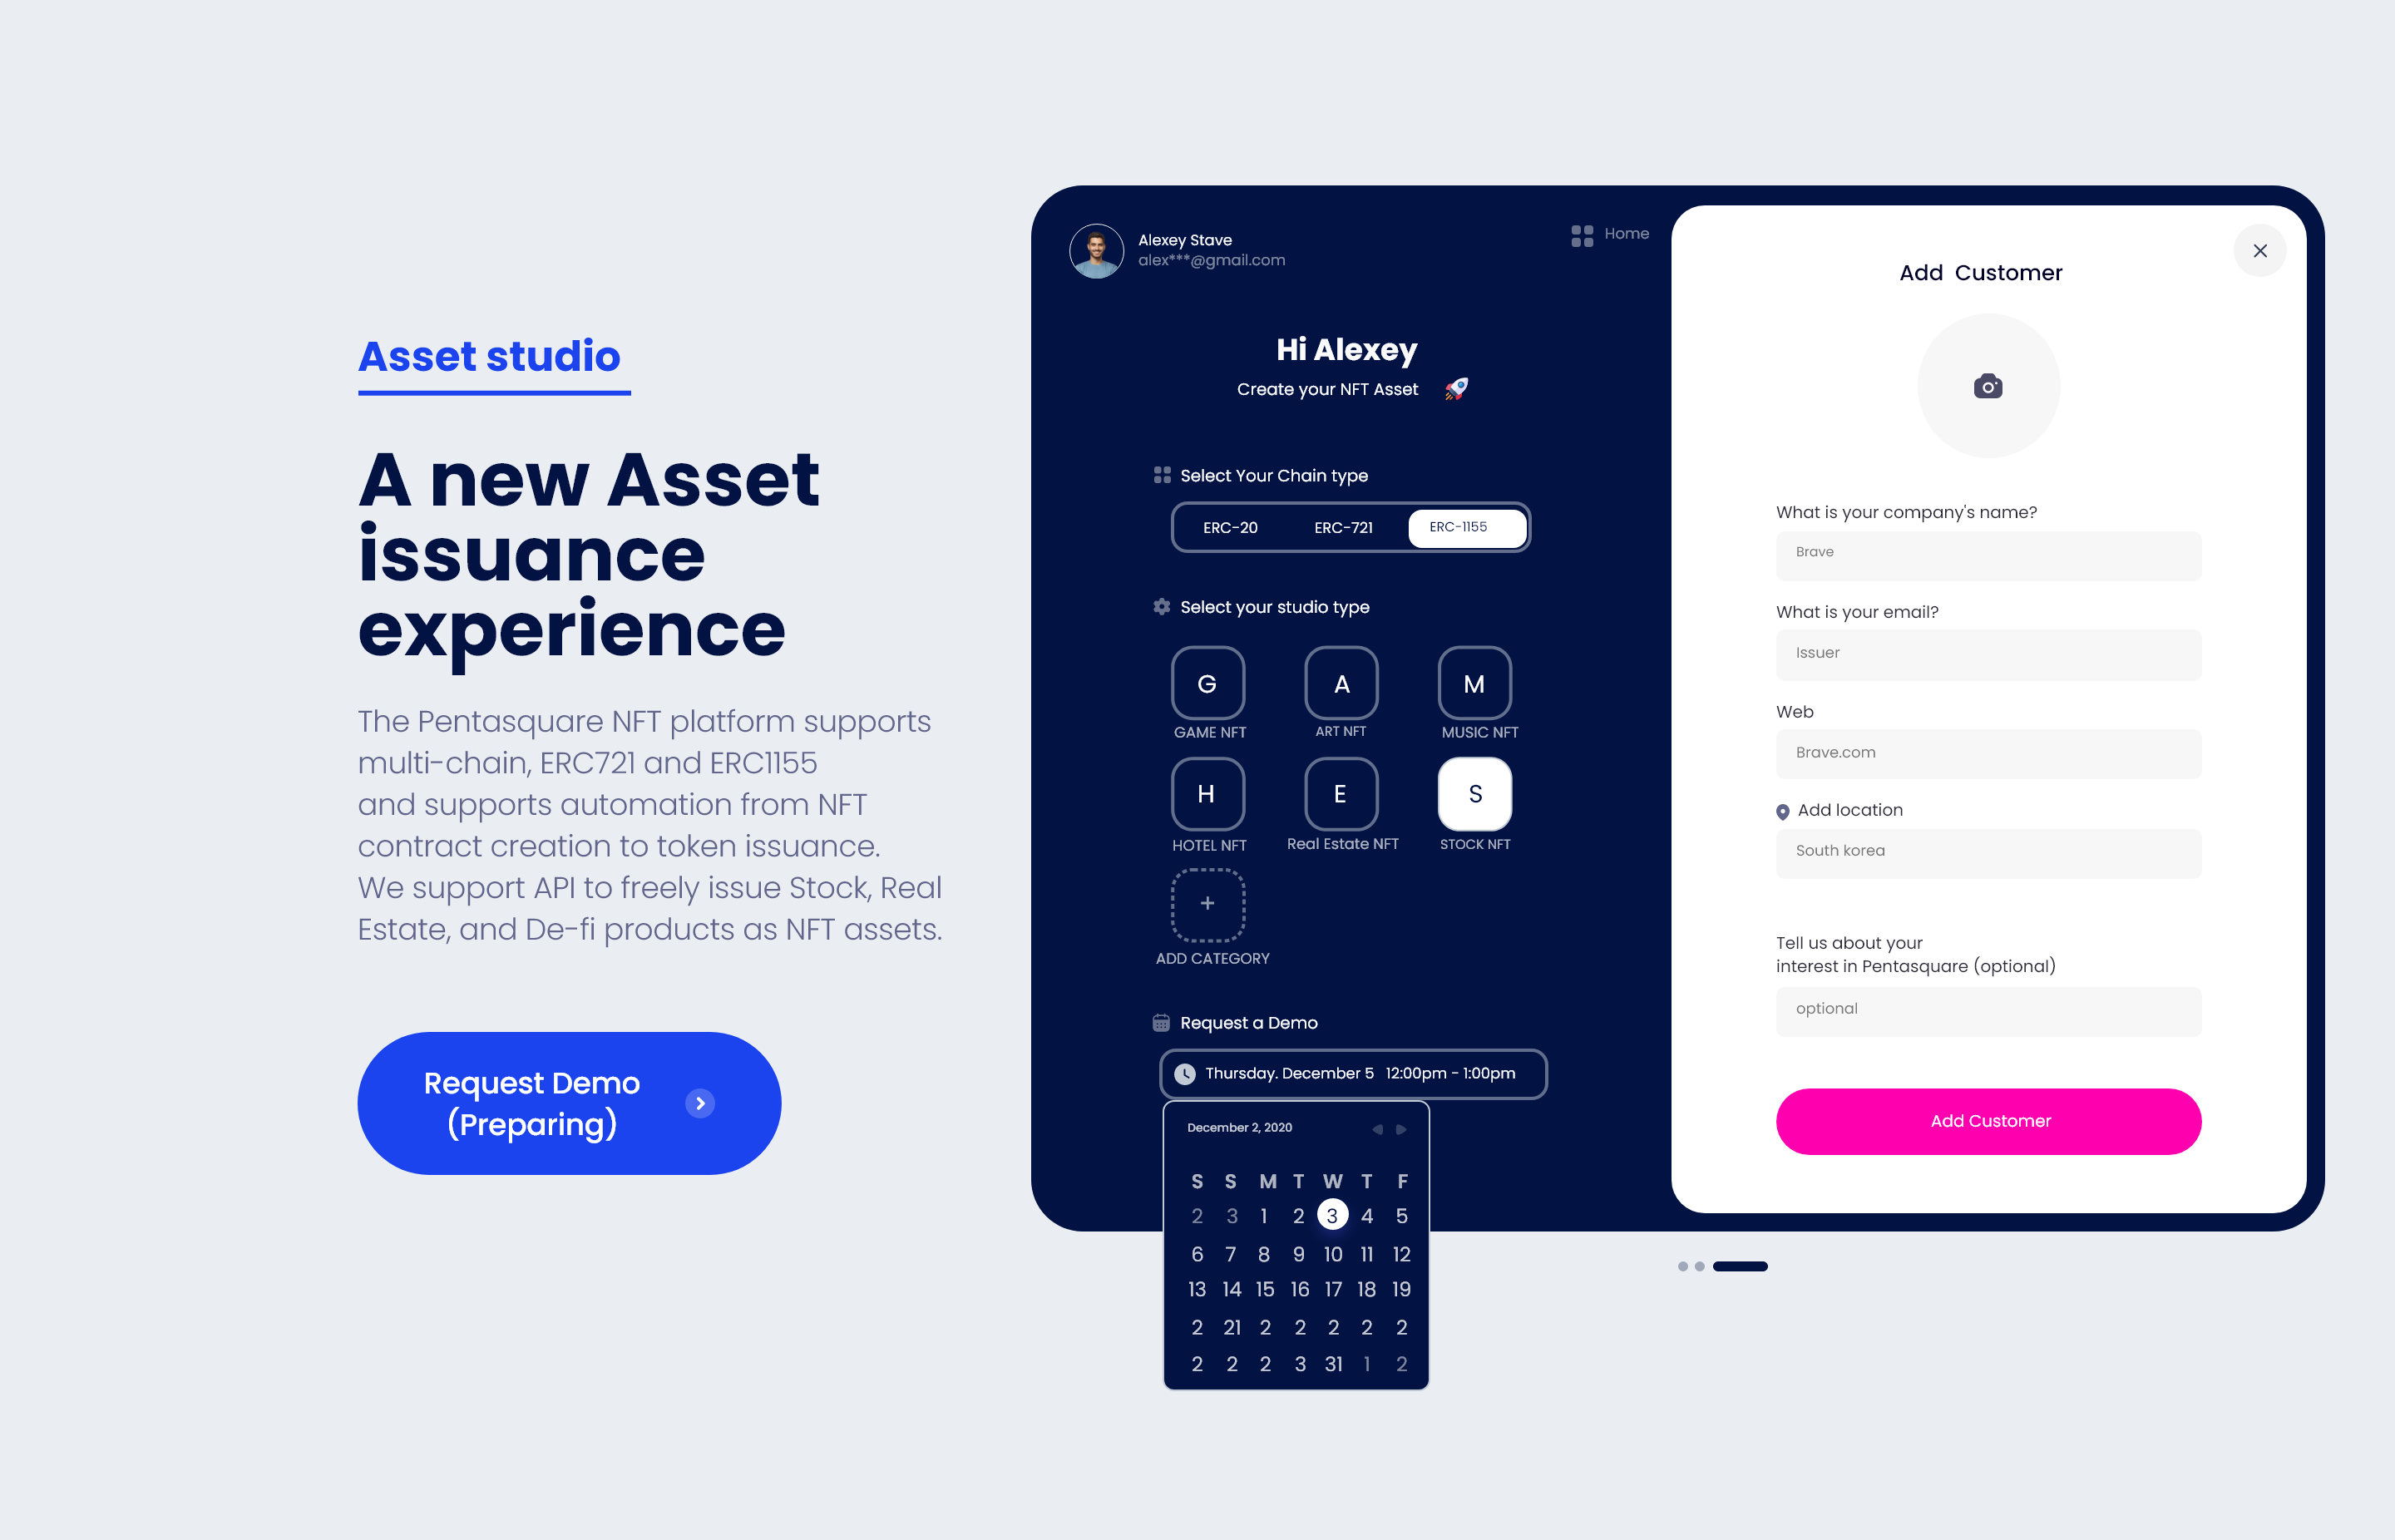 Asset studio
A new Asset
issuance
experience
The Pentasquare NFT platform supports
multi-chain, ERC721 and ERC1155
and supports automation from NFT
contract creation to token issuance.
We support API to freely issue Stock, Real
Estate, and De-fi products as NFT assets.
Request Demo
(Preparing)
Alexey Stave
alex***@gmail.com
Home
Hi Alexey
Create your NFT Asset
Select Your Chain type
ERC-20 ERC-721 ERC-1155
Select your studio type
G A M
GAME NFT ART NFT MUSIC NFT
H E S
HOTEL NFT Real Estate NFT STOCK NFT
+
ADD CATEGORY
Request a Demo
Thursday. December 5 12:00pm - 1:00pm
December 2, 2020
S S M T W T F
2 3 1 2 3 4 5
6 7 8 9 10 11 12
13 14 15 16 17 18 19
2 21 2 2 2 2 2
2 2 2 3 31 1 2
Add Customer
What is your company's name?
Brave
What is your email?
Issuer
Web
Brave.com
Add location
South korea
Tell us about your
interest in Pentasquare (optional)
optional
Add Customer